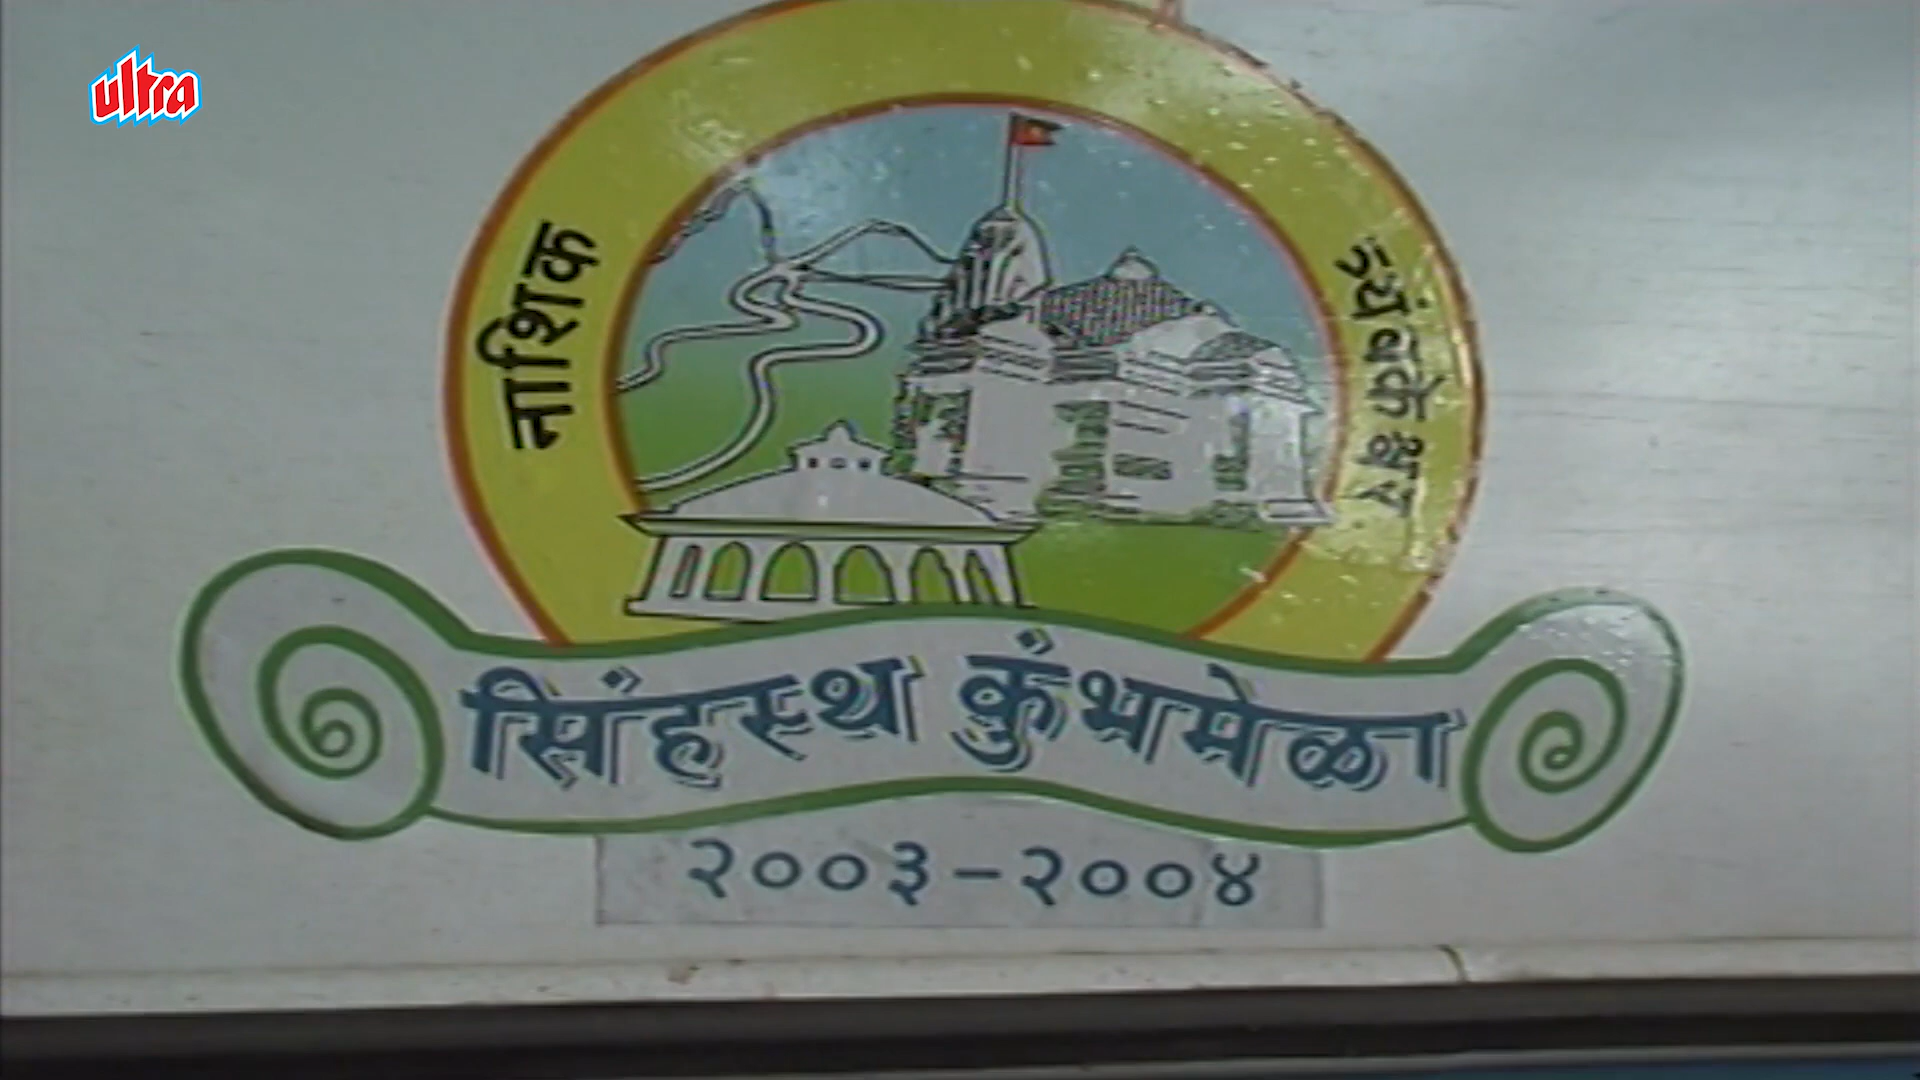 ultra
नाशिक
त्र्यंबकेश्वर
सिंहस्थ कुंभमेळा
२००३-२००४